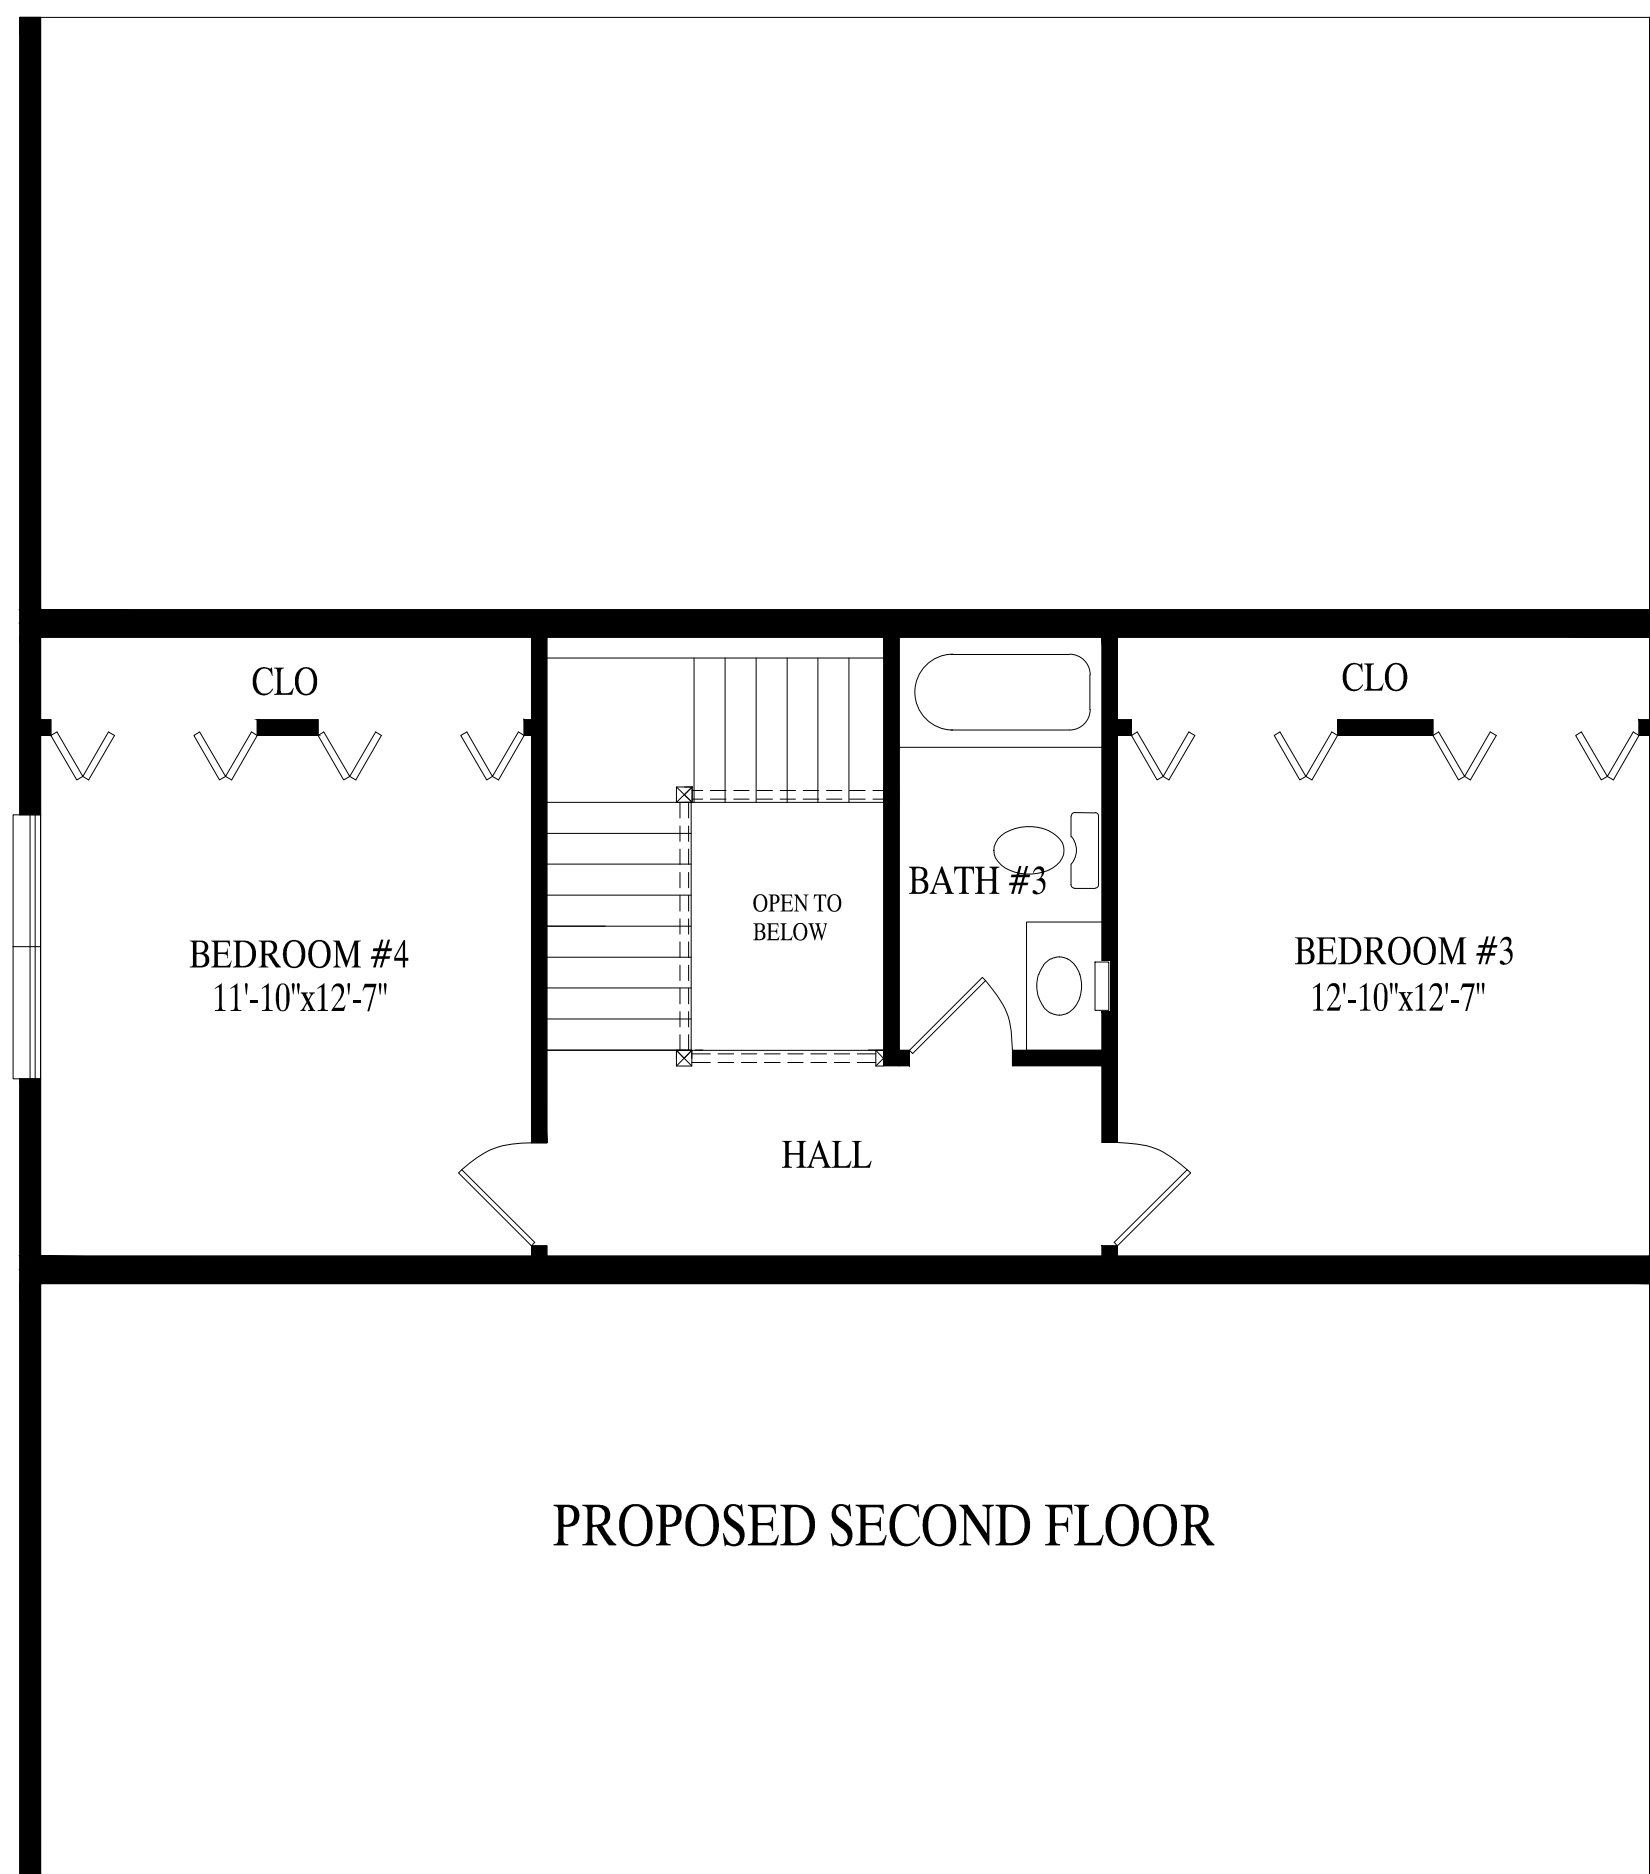 CLO
CLO
BATH #3
OPEN TO
BELOW
BEDROOM #4
11'-10"x12'-7"
BEDROOM #3
12'-10"x12'-7"
HALL
PROPOSED SECOND FLOOR